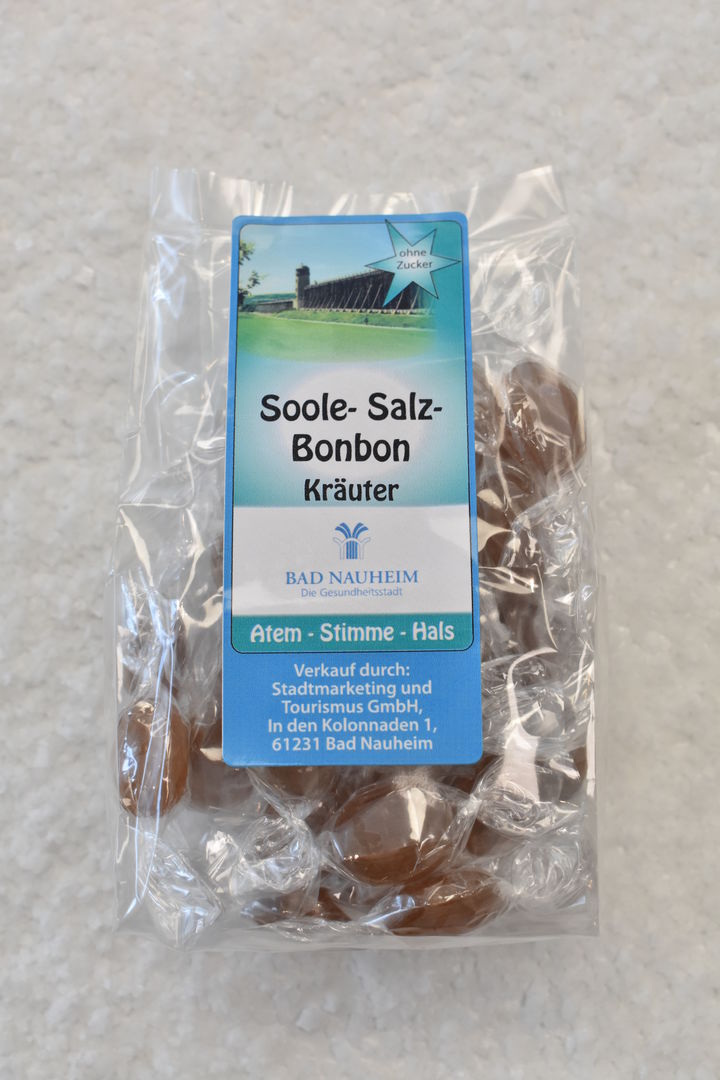 ohne
Zucker
Soole- Salz-
Bonbon
Kräuter
BAD NAUHEIM
Die Gesundheitsstadt
Atem - Stimme - Hals
Verkauf durch:
Stadtmarketing und
Tourismus GmbH,
In den Kolonnaden 1,
61231 Bad Nauheim